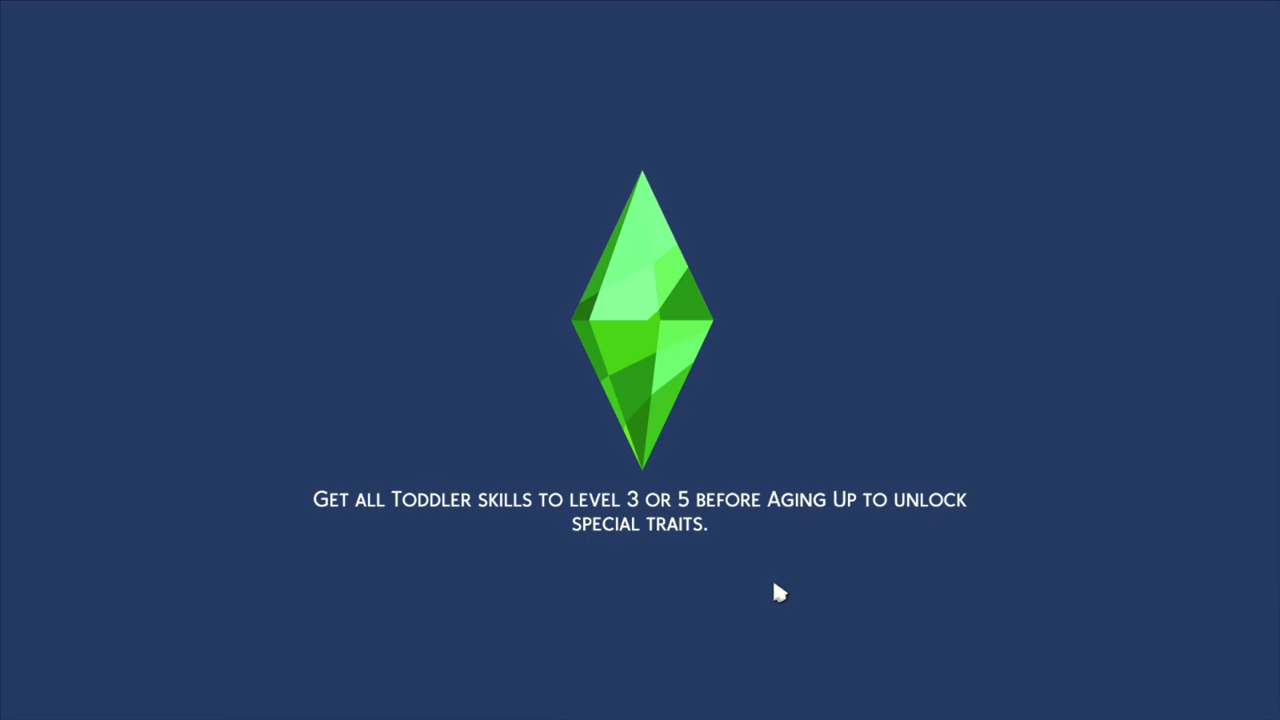 Get all Toddler skills to level 3 or 5 before Aging Up to unlock
special traits.